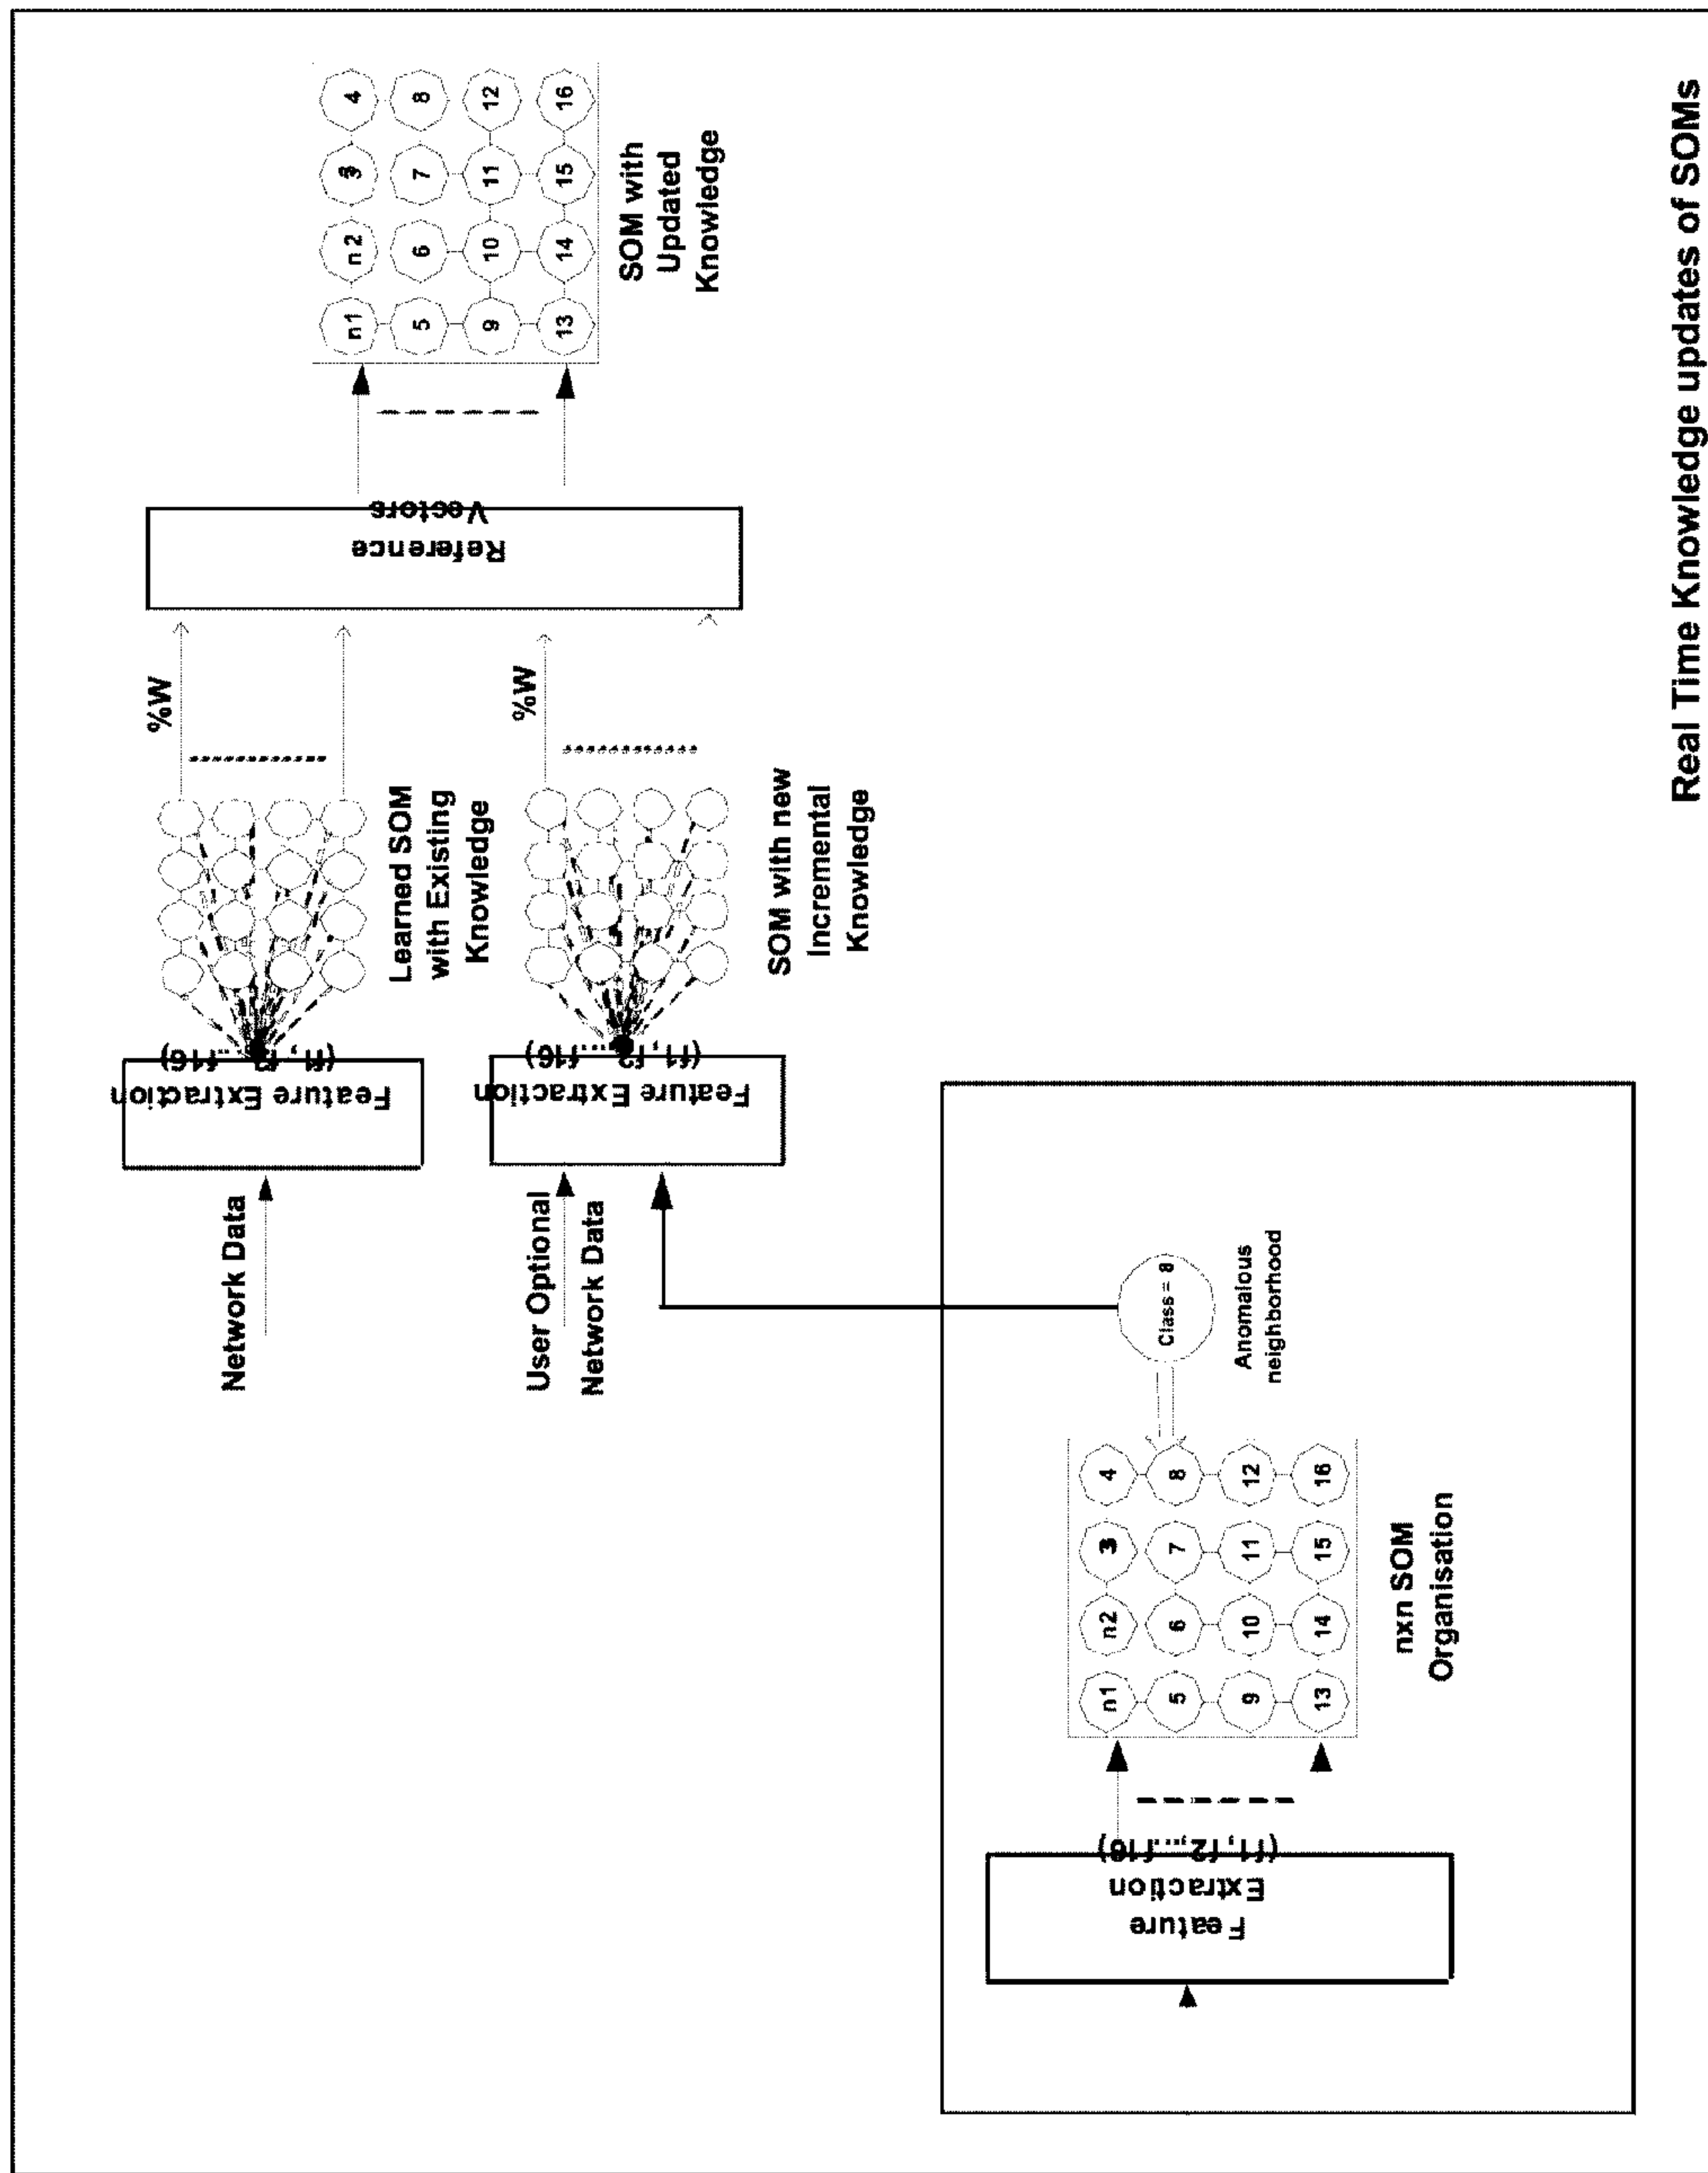 Network Data
Feature Extraction
(f1, f2....f16)
Learned SOM
with Existing
Knowledge
%W
User Optional
Network Data
Feature Extraction
(f1, f2....f16)
SOM with new
Incremental
Knowledge
%W
Reference
Vectors
n1
n2
3
4
5
6
7
8
9
10
11
12
13
14
15
16
SOM with
Updated
Knowledge
Feature
Extraction
(f1, f2,....f16)
n1
n2
3
4
5
6
7
8
9
10
11
12
13
14
15
16
nxn SOM
Organisation
Class = 8
Anomalous
neighborhood
Real Time Knowledge updates of SOMs